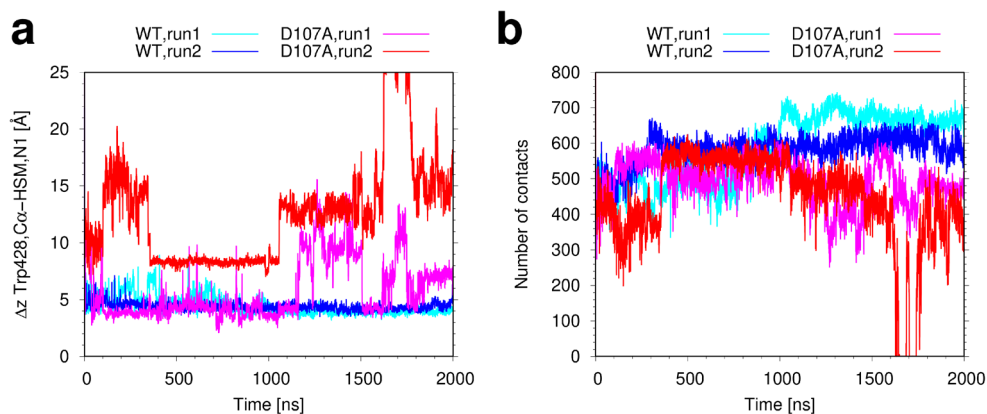 a
WT,run1
WT,run2
D107A,run1
D107A,run2
Δz Trp428,Cα−HSM,N1 [Å]
25
20
15
10
5
0
0
500
1000
1500
2000
Time [ns]
b
WT,run1
WT,run2
D107A,run1
D107A,run2
Number of contacts
800
700
600
500
400
300
200
100
0
0
500
1000
1500
2000
Time [ns]